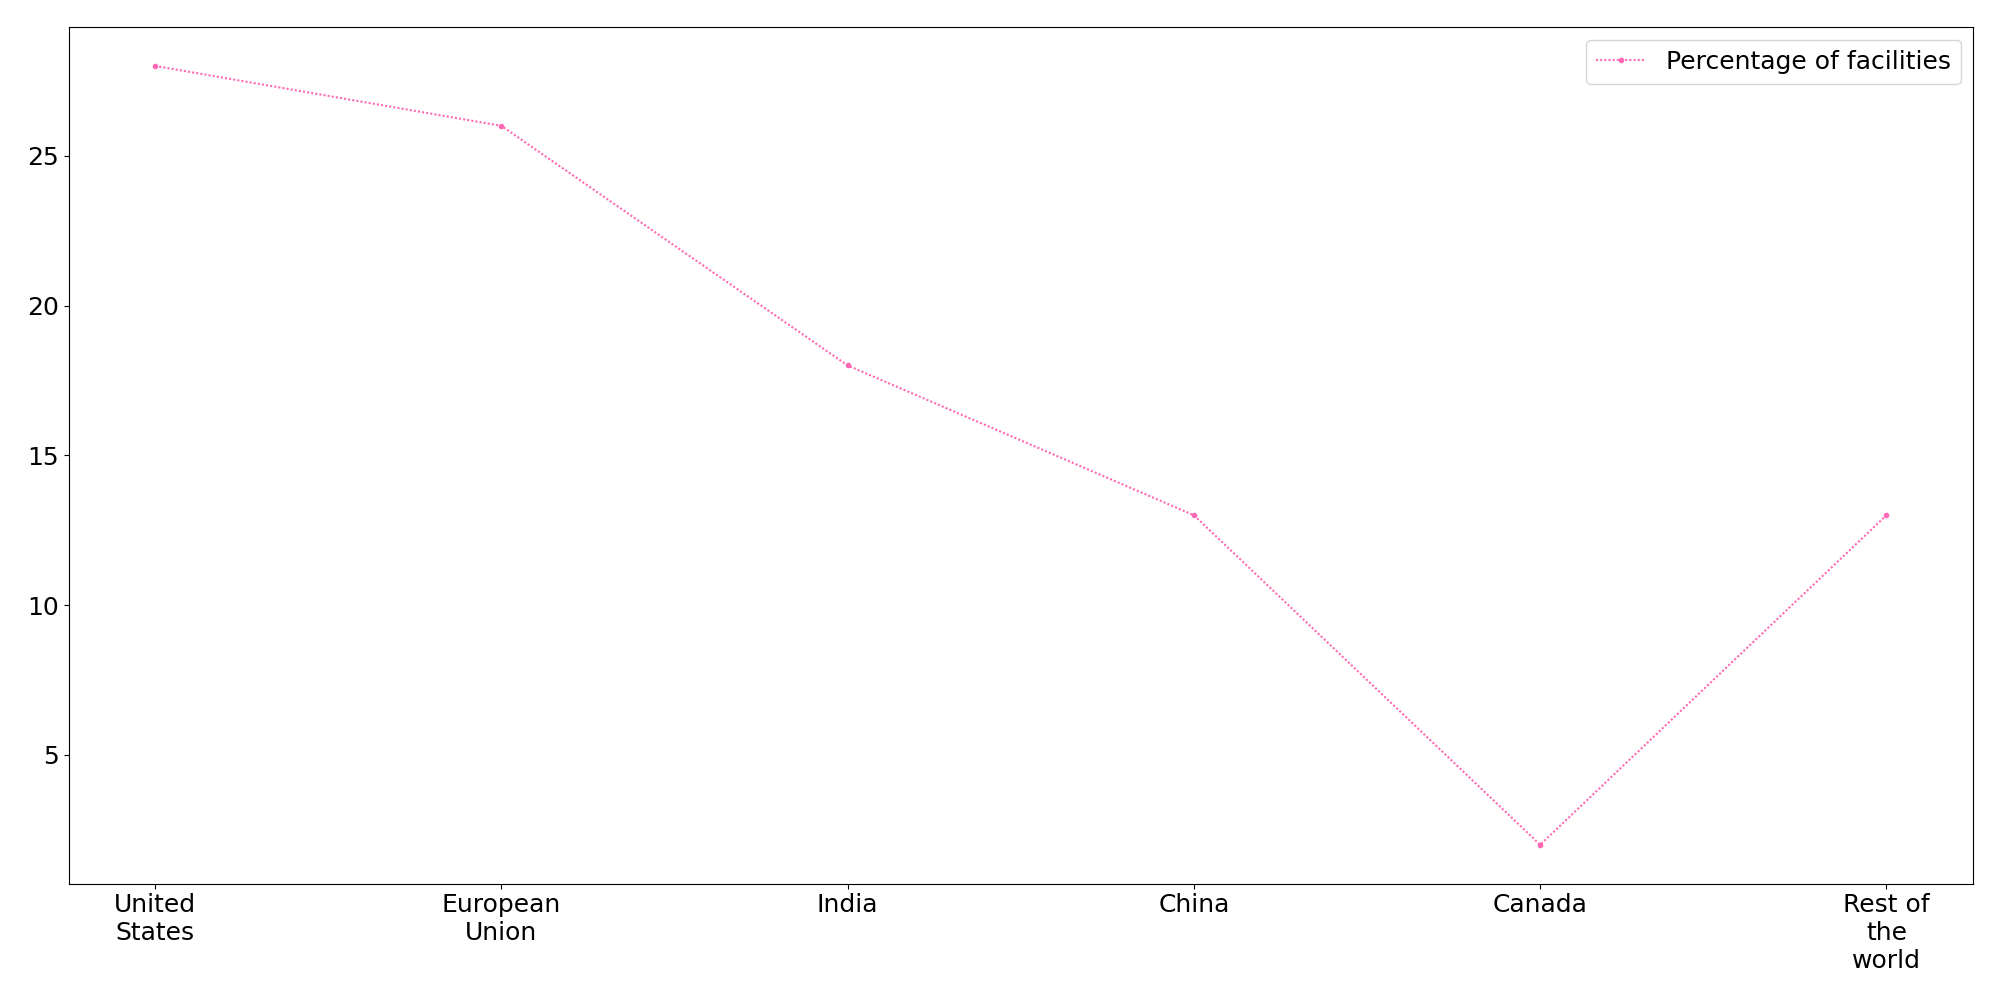 Percentage of facilities
25
20
15
10
5
United
States
European
Union
India
China
Canada
Rest of
the
world